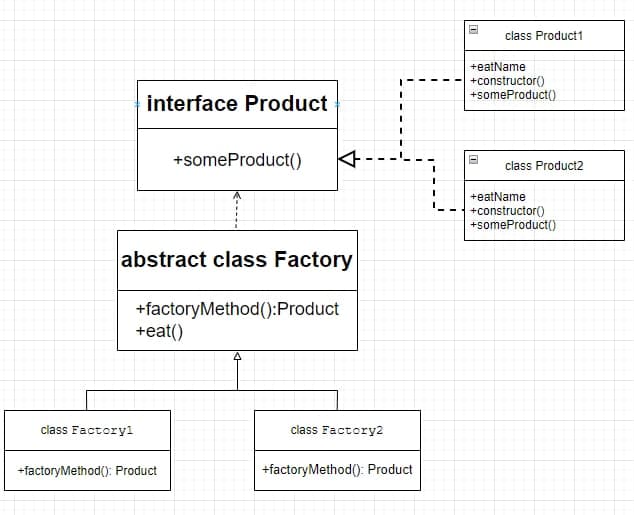 class Product1
+eatName
+constructor()
+someProduct()
interface Product
+someProduct()
class Product2
+eatName
+constructor()
+someProduct()
abstract class Factory
+factoryMethod():Product
+eat()
class Factory1
+factoryMethod(): Product
class Factory2
+factoryMethod(): Product